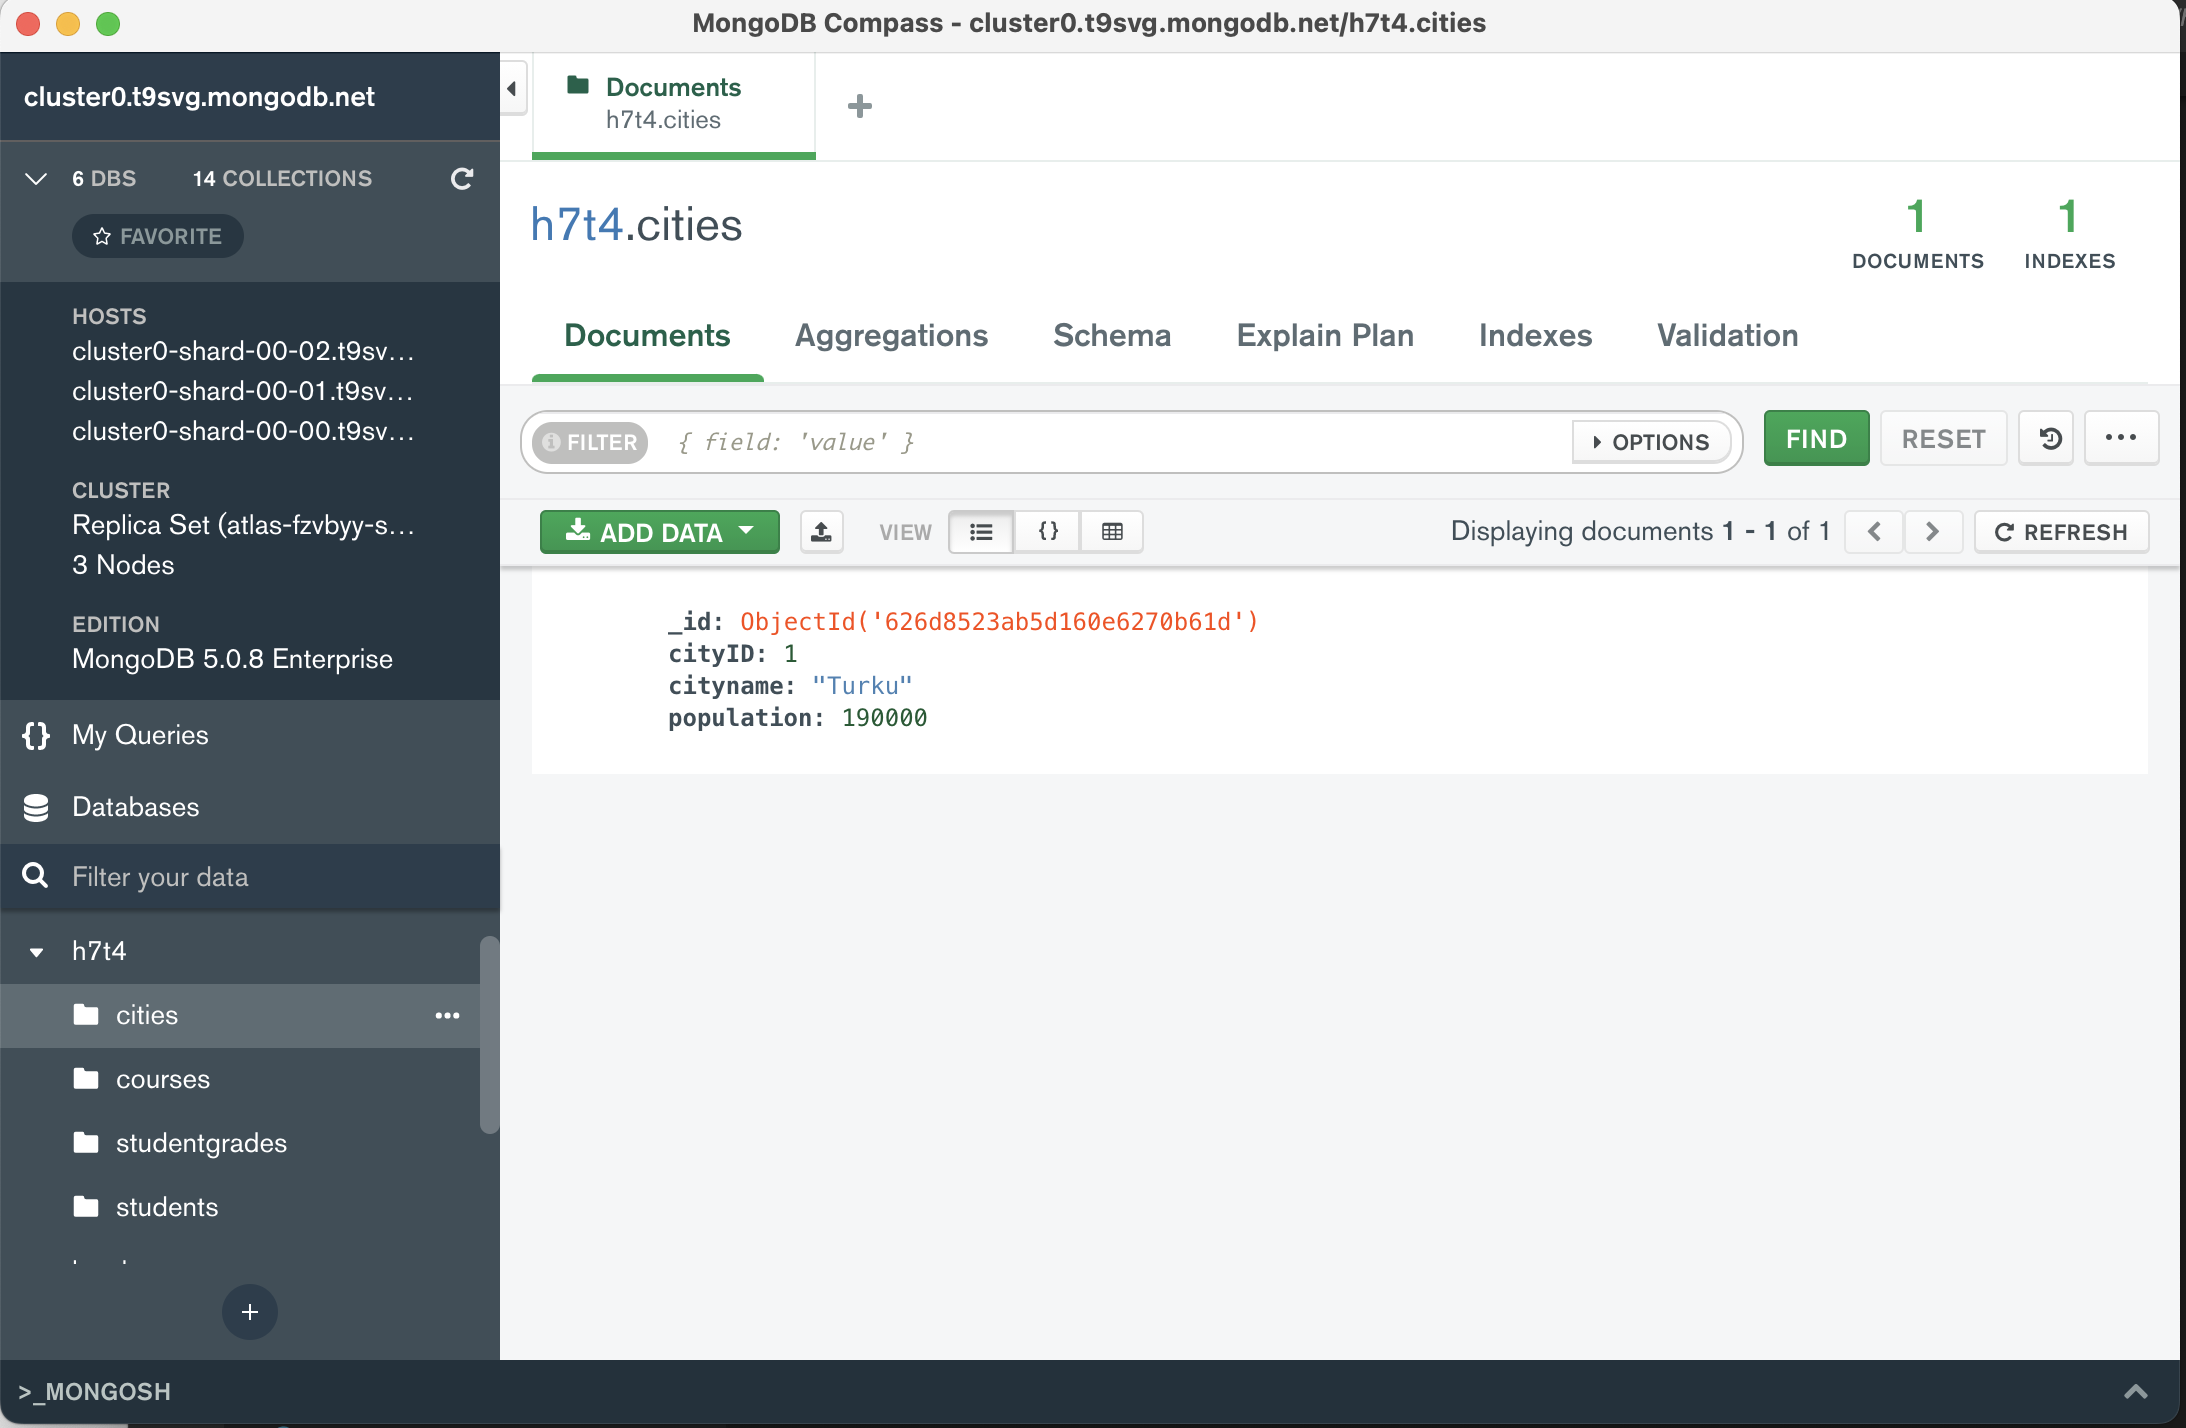 MongoDB Compass - cluster0.t9svg.mongodb.net/h7t4.cities
cluster0.t9svg.mongodb.net
6 DBS 14 COLLECTIONS
FAVORITE
HOSTS
cluster0-shard-00-02.t9sv...
cluster0-shard-00-01.t9sv...
cluster0-shard-00-00.t9sv...
CLUSTER
Replica Set (atlas-fzvbyy-s...
3 Nodes
EDITION
MongoDB 5.0.8 Enterprise
{} My Queries
Databases
Filter your data
h7t4
cities
courses
studentgrades
students
Documents
h7t4.cities
h7t4.cities
1 DOCUMENTS
1 INDEXES
Documents Aggregations Schema Explain Plan Indexes Validation
FILTER { field: 'value' } OPTIONS FIND RESET
ADD DATA VIEW {} Displaying documents 1 - 1 of 1 REFRESH
_id: ObjectId('626d8523ab5d160e6270b61d')
cityID: 1
cityname: "Turku"
population: 190000
>_MONGOSH